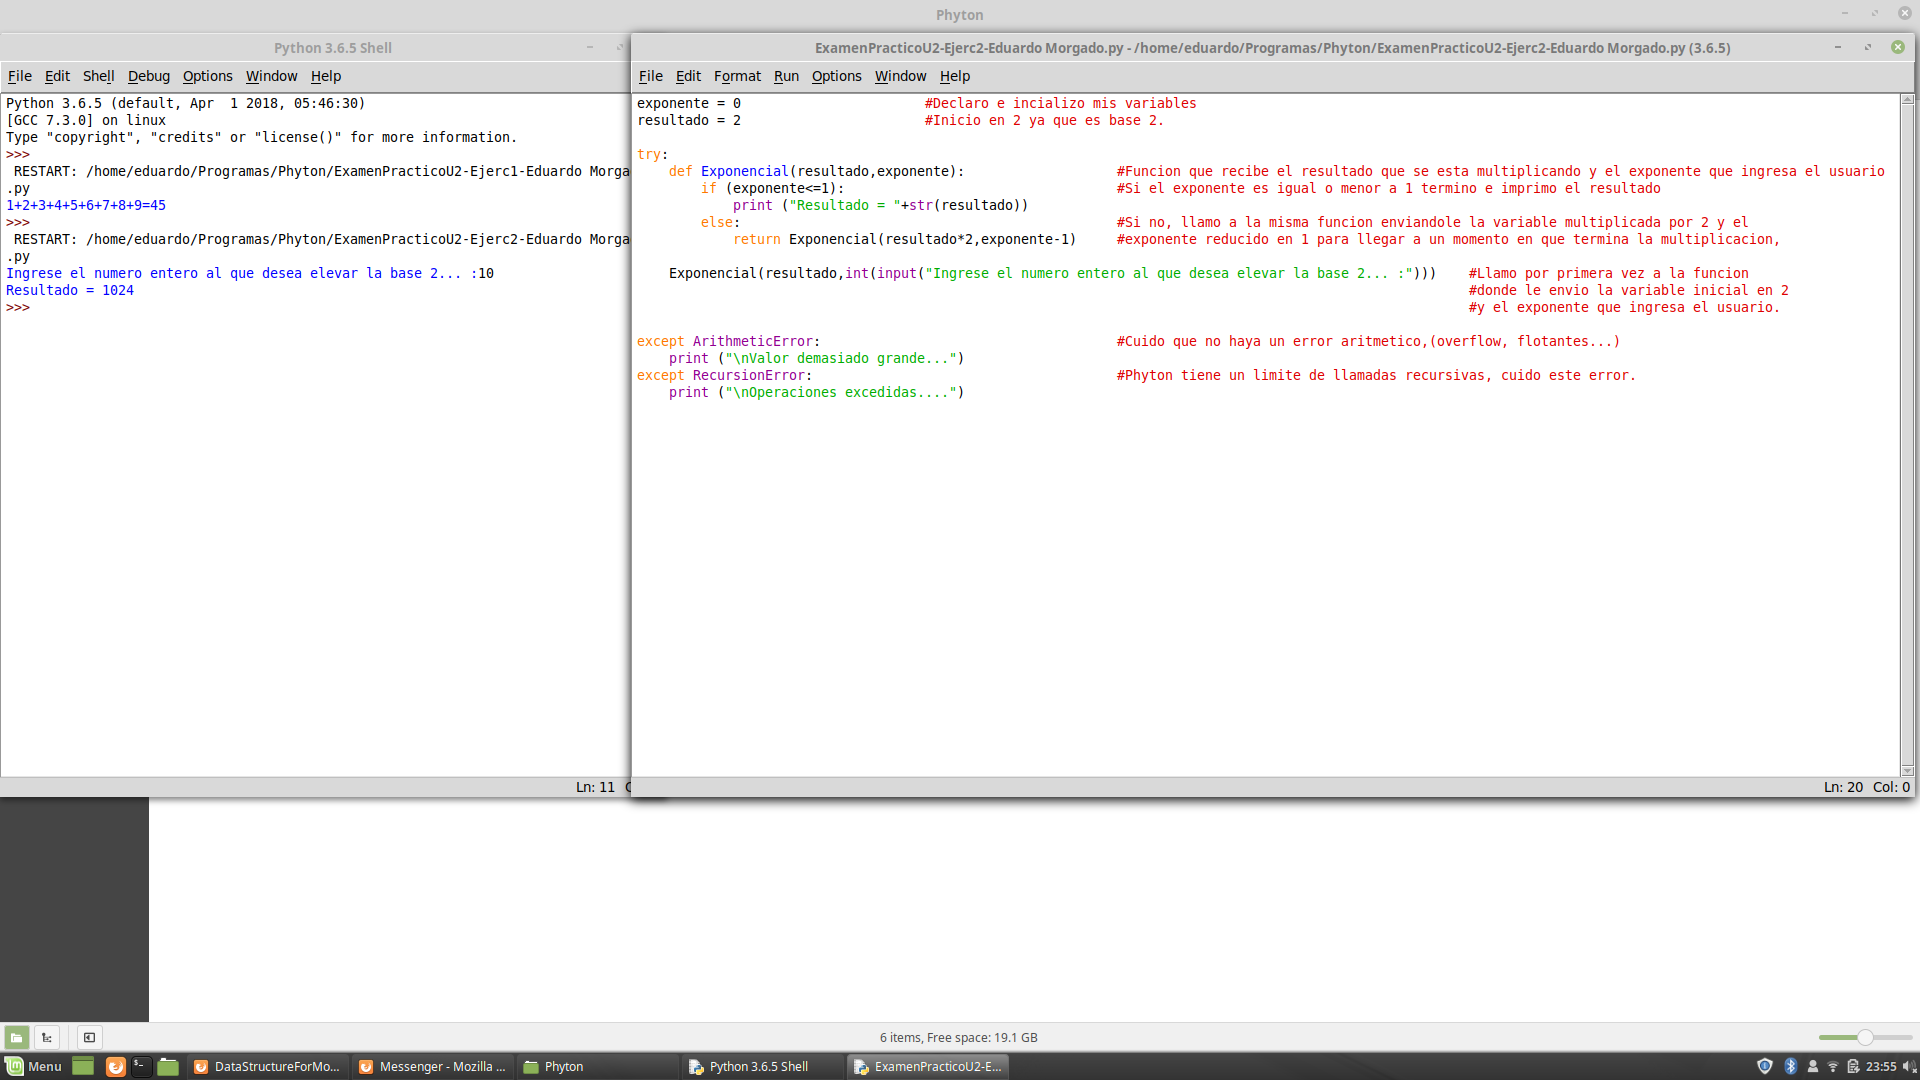 Phyton
Python 3.6.5 Shell
File Edit Shell Debug Options Window Help
Python 3.6.5 (default, Apr  1 2018, 05:46:30)
[GCC 7.3.0] on linux
Type "copyright", "credits" or "license()" for more information.
>>>
 RESTART: /home/eduardo/Programas/Phyton/ExamenPracticoU2-Ejerc1-Eduardo Morga
.py
1+2+3+4+5+6+7+8+9=45
>>>
 RESTART: /home/eduardo/Programas/Phyton/ExamenPracticoU2-Ejerc2-Eduardo Morga
.py
Ingrese el numero entero al que desea elevar la base 2... :10
Resultado = 1024
>>>
Ln: 11
ExamenPracticoU2-Ejerc2-Eduardo Morgado.py - /home/eduardo/Programas/Phyton/ExamenPracticoU2-Ejerc2-Eduardo Morgado.py (3.6.5)
File Edit Format Run Options Window Help
exponente = 0 #Declaro e incializo mis variables
resultado = 2 #Inicio en 2 ya que es base 2.
try:
    def Exponencial(resultado,exponente): #Funcion que recibe el resultado que se esta multiplicando y el exponente que ingresa el usuario
        if (exponente<=1): #Si el exponente es igual o menor a 1 termino e imprimo el resultado
            print ("Resultado = "+str(resultado))
        else: #Si no, llamo a la misma funcion enviandole la variable multiplicada por 2 y el
            return Exponencial(resultado*2,exponente-1) #exponente reducido en 1 para llegar a un momento en que termina la multiplicacion,
    Exponencial(resultado,int(input("Ingrese el numero entero al que desea elevar la base 2... :"))) #Llamo por primera vez a la funcion
#donde le envio la variable inicial en 2
#y el exponente que ingresa el usuario.
except ArithmeticError: #Cuido que no haya un error aritmetico,(overflow, flotantes...)
    print ("\nValor demasiado grande...")
except RecursionError: #Phyton tiene un limite de llamadas recursivas, cuido este error.
    print ("\nOperaciones excedidas....")
Ln: 20 Col: 0
6 items, Free space: 19.1 GB
Menu DataStructureForMo... Messenger - Mozilla ... Phyton Python 3.6.5 Shell ExamenPracticoU2-E... 23:55